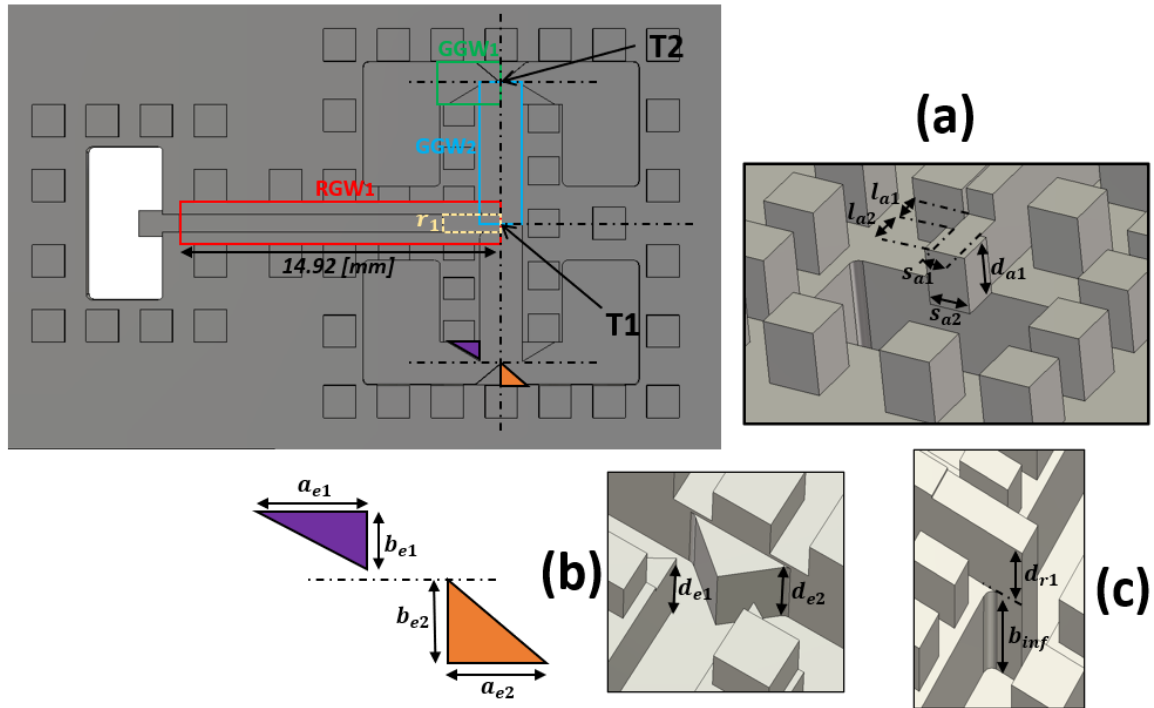 GGW1
T2
GGW2
RGW1
r1
14.92 [mm]
T1
(a)
la1
la2
sa1
da1
sa2
ae1
be1
be2
ae2
(b)
de1
de2
(c)
dr1
binf